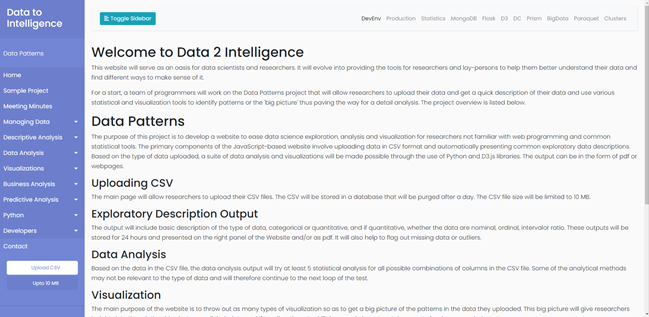 Data to
Intelligence
Toggle Sidebar
DevEnv Production Statistics MongoDB Flask D3 DC Prism BigData Poroquet Clusters
Data Patterns
Home
Sample Project
Meeting Minutes
Managing Data
Descriptive Analysis
Data Analysis
Visualizations
Business Analysis
Predictive Analysis
Python
Developers
Contact
Upload CSV
Upto 10 MB
Welcome to Data 2 Intelligence
This website will serve as an oasis for data scientists and researchers. It will evolve into providing the tools for researchers and lay-persons to help them better understand their data and
find different ways to make sense of it.
For a start, a team of programmers will work on the Data Patterns project that will allow researchers to upload their data and get a quick description of their data and use various
statistical and visualization tools to identify patterns or the 'big picture' thus paving the way for a detail analysis. The project overview is listed below.
Data Patterns
The purpose of this project is to develop a website to ease data science exploration, analysis and visualization for researchers not familiar with web programming and common
statistical tools. The primary components of the JavaScript-based website involve uploading data in CSV format and automatically presenting common exploratory data descriptions.
Based on the type of data uploaded, a suite of data analysis and visualizations will be made possible through the use of Python and D3.js libraries. The output can be in the form of pdf or
webpages.
Uploading CSV
The main page will allow researchers to upload their CSV files. The CSV will be stored in a database that will be purged after a day. The CSV file size will be limited to 10 MB.
Exploratory Description Output
The output will include basic description of the type of data, categorical or quantitative, and if quantitative, whether the data are nominal, ordinal, intervalor ratio. These outputs will be
stored for 24 hours and presented on the right panel of the Website and/or as pdf. It will also help to flag out missing data or outliers.
Data Analysis
Based on the data in the CSV file, the data analysis output will try at least 5 statistical analysis for all possible combinations of columns in the CSV file. Some of the analytical methods
may not be relevant to the type of data and will therefore continue to the next loop of the test.
Visualization
The main purpose of the website is to throw out as many types of visualization so as to get a big picture of the patterns in the data they uploaded. This big picture will give researchers